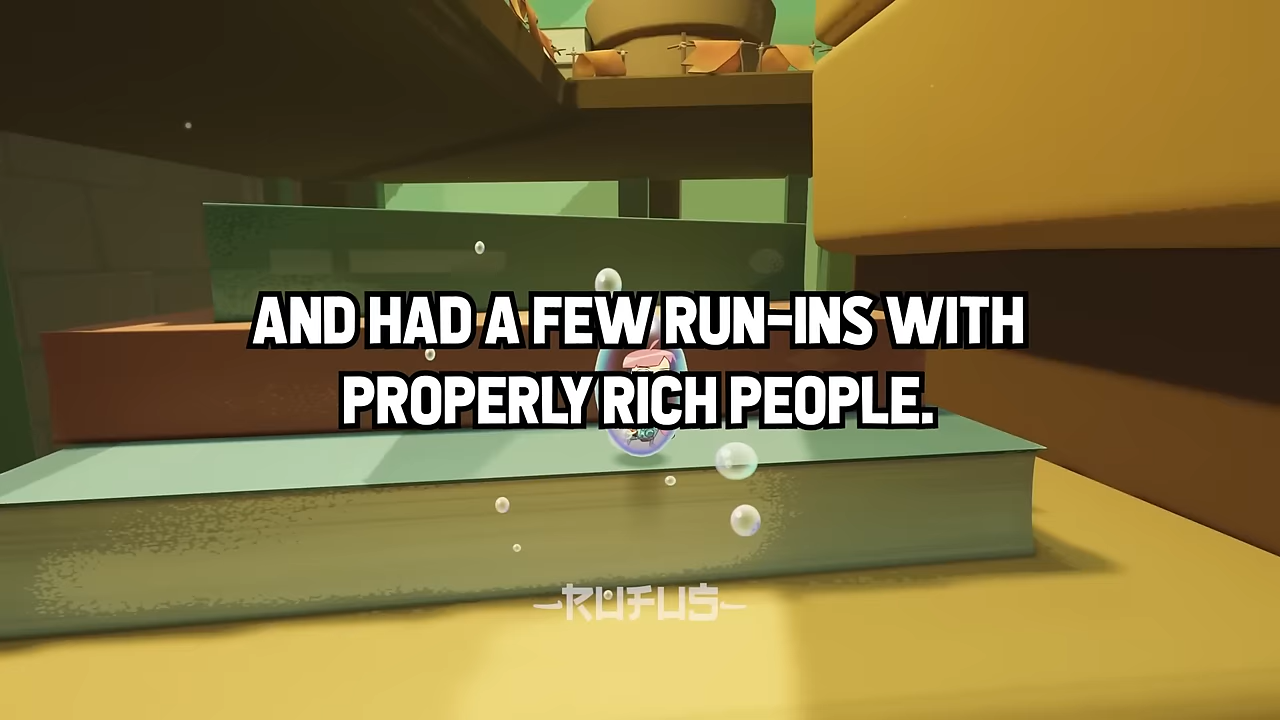 AND HAD A FEW RUN-INS WITH
PROPERLY RICH PEOPLE.
-RUFUS-